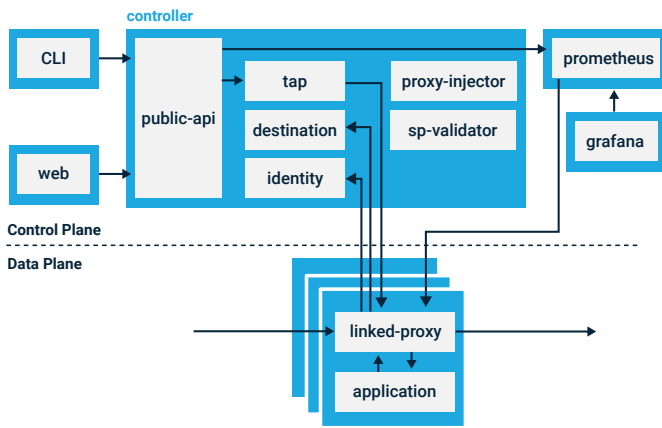 controller
CLI
prometheus
tap
proxy-injector
public-api
destination
sp-validator
grafana
web
identity
Control Plane
Data Plane
linked-proxy
application